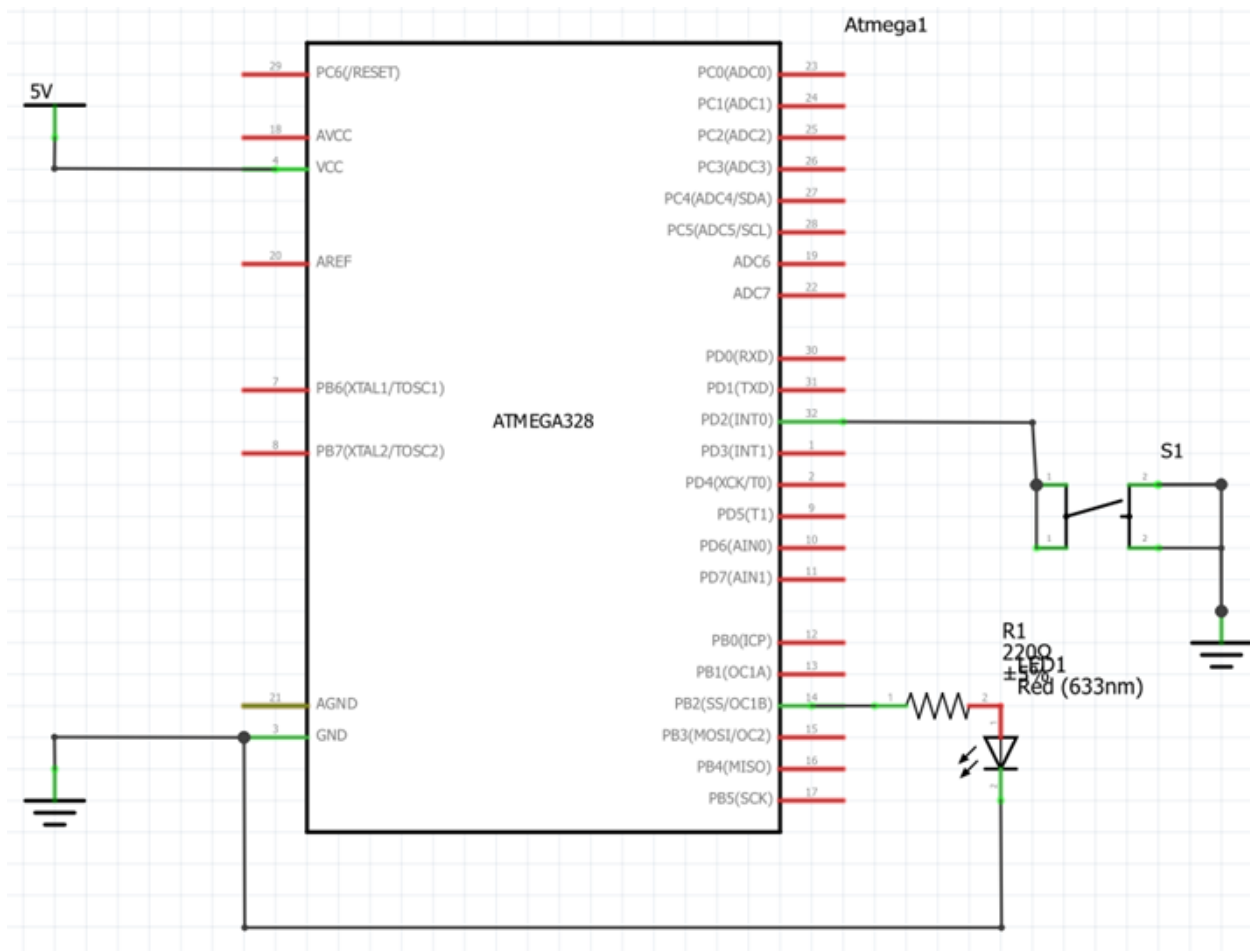 Atmega1
5V
29 PC6(/RESET)
18 AVCC
4 VCC
20 AREF
7 PB6(XTAL1/TOSC1)
8 PB7(XTAL2/TOSC2)
21 AGND
3 GND
ATMEGA328
PC0(ADC0) 23
PC1(ADC1) 24
PC2(ADC2) 25
PC3(ADC3) 26
PC4(ADC4/SDA) 27
PC5(ADC5/SCL) 28
ADC6 19
ADC7 22
PD0(RXD) 30
PD1(TXD) 31
PD2(INT0) 32
PD3(INT1) 1
PD4(XCK/T0) 2
PD5(T1) 9
PD6(AIN0) 10
PD7(AIN1) 11
PB0(ICP) 12
PB1(OC1A) 13
PB2(SS/OC1B) 14
PB3(MOSI/OC2) 15
PB4(MISO) 16
PB5(SCK) 17
S1
1 2
1 2
R1
220Ω
±5%
LED1
Red (633nm)
1 2
1
2